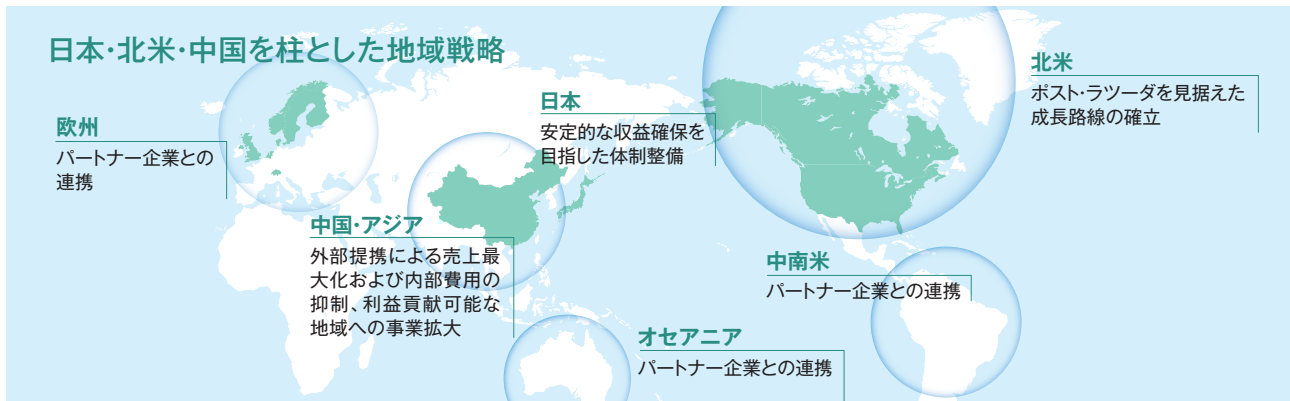 日本・北米・中国を柱とした地域戦略
欧州
パートナー企業との
連携
中国・アジア
外部提携による売上最
大化および内部費用の
抑制、利益貢献可能な
地域への事業拡大
日本
安定的な収益確保を
目指した体制整備
オセアニア
パートナー企業との連携
北米
ポスト・ラツーダを見据えた
成長路線の確立
中南米
パートナー企業との連携